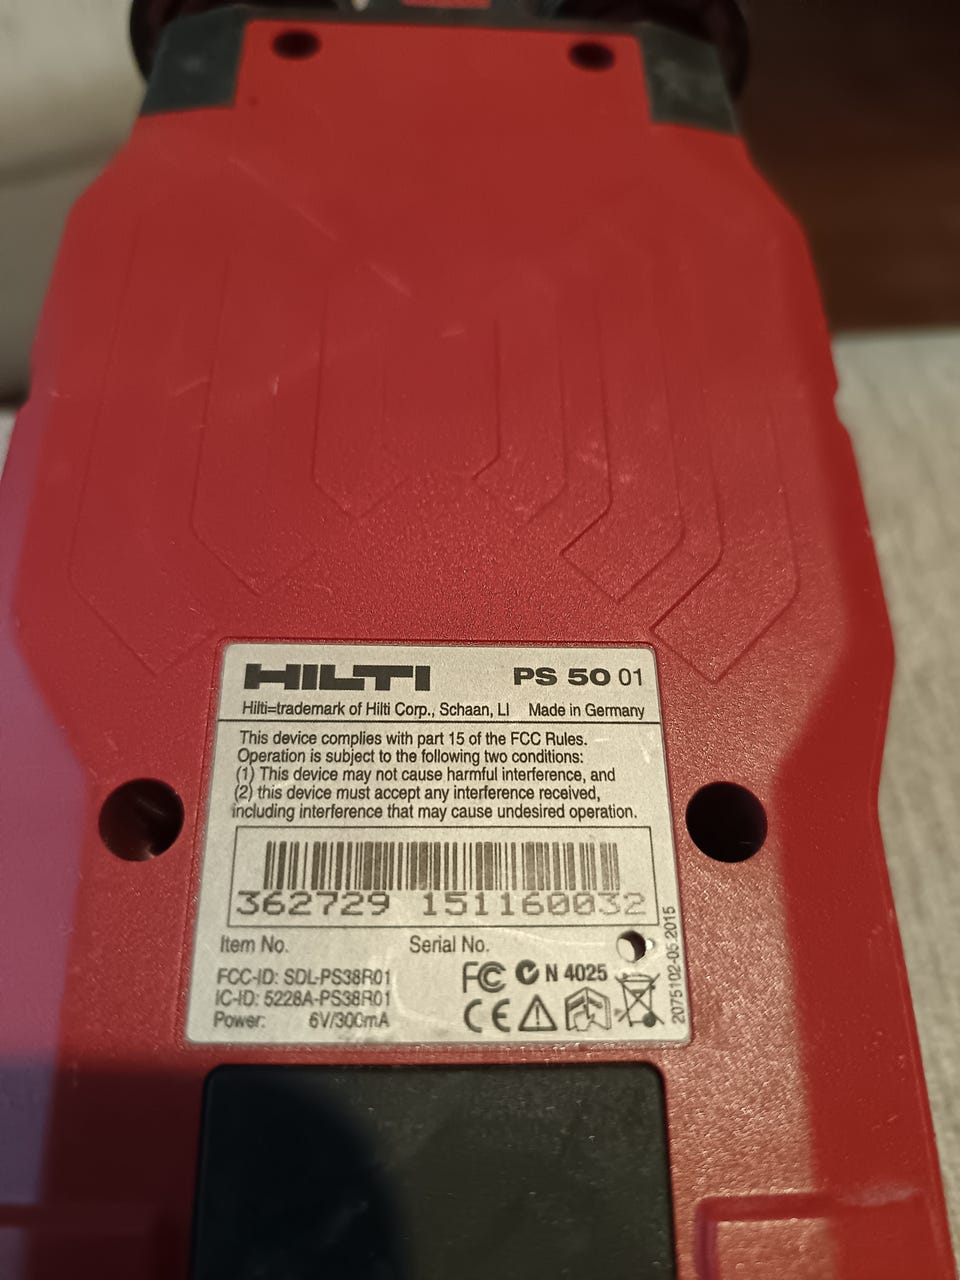 HILTI PS 50 01
Hilti=trademark of Hilti Corp., Schaan, LI Made in Germany
This device complies with part 15 of the FCC Rules.
Operation is subject to the following two conditions:
(1) This device may not cause harmful interference, and
(2) this device must accept any interference received,
including interference that may cause undesired operation.
362729 151160032
Item No. Serial No.
FCC-ID: SDL-PS38R01
IC-ID: 5228A-PS38R01
Power: 6V/300mA
FC N 4025
CE
2075102-05.2015